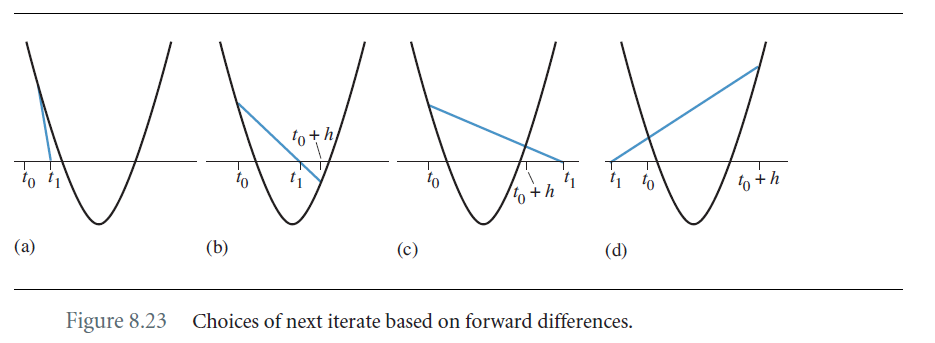 t0 + h
t0 t1
t0 t1
t0 t0 + h t1
t1 t0 t0 + h
(a) (b) (c) (d)
Figure 8.23 Choices of next iterate based on forward differences.